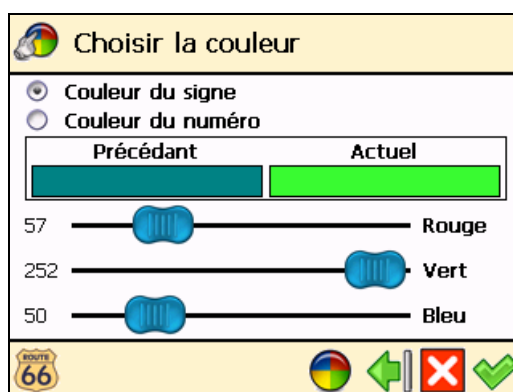 Choisir la couleur
Couleur du signe
Couleur du numéro
Précédant Actuel
57 Rouge
252 Vert
50 Bleu
ROUTE
66